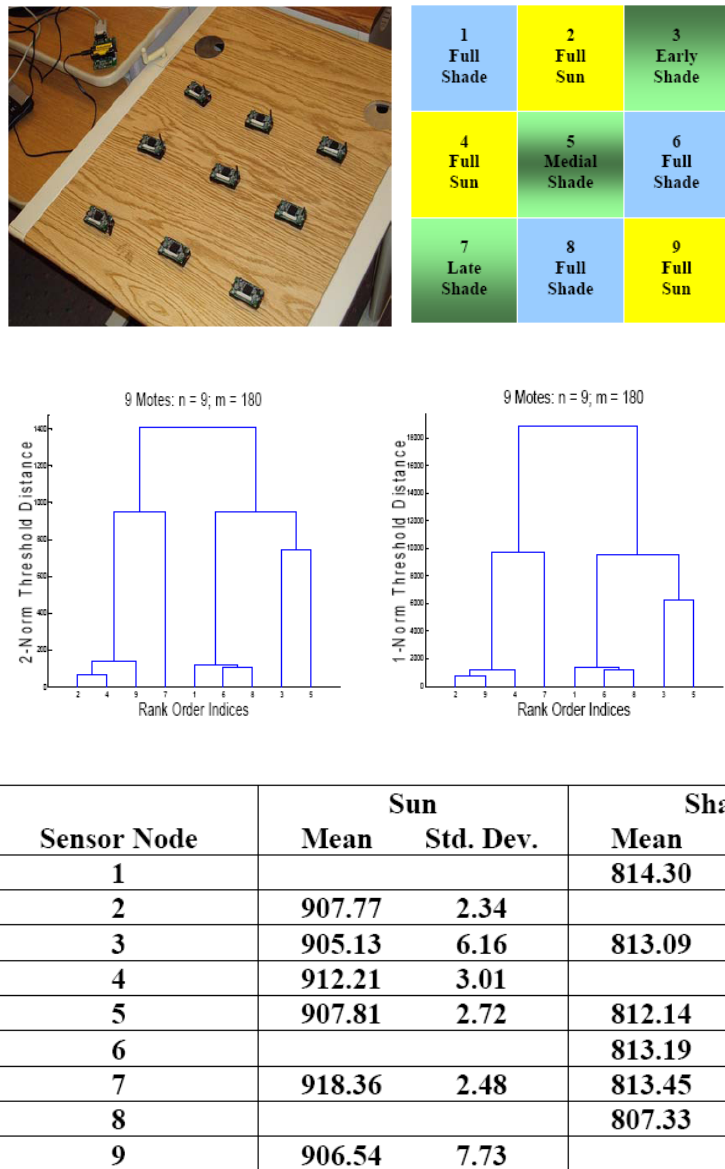 1 2 3
Full Full Early
Shade Sun Shade
4 5 6
Full Medial Full
Sun Shade Shade
7 8 9
Late Full Full
Shade Shade Sun
9 Motes: n = 9; m = 180
2-Norm Threshold Distance
1400
1200
1000
800
600
400
200
0
2 4 9 7 1 6 8 3 5
Rank Order Indices
9 Motes: n = 9; m = 180
1-Norm Threshold Distance
18000
16000
14000
12000
10000
8000
6000
4000
2000
0
2 9 4 7 1 6 8 3 5
Rank Order Indices
Sun Sha
Sensor Node Mean Std. Dev. Mean
1 814.30
2 907.77 2.34
3 905.13 6.16 813.09
4 912.21 3.01
5 907.81 2.72 812.14
6 813.19
7 918.36 2.48 813.45
8 807.33
9 906.54 7.73